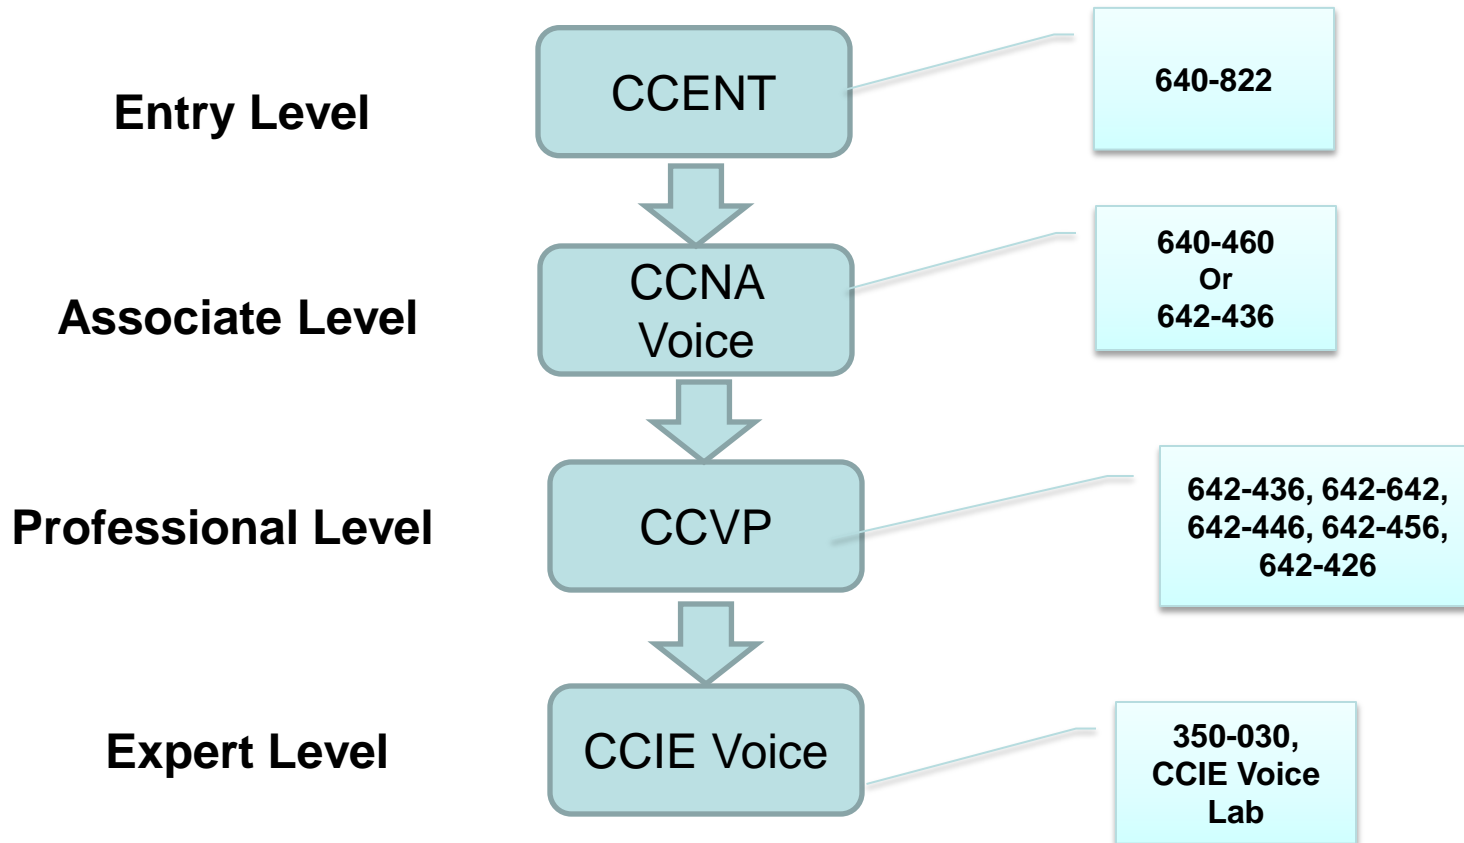 Entry Level
CCENT
640-822
Associate Level
CCNA
Voice
640-460
Or
642-436
Professional Level
CCVP
642-436, 642-642,
642-446, 642-456,
642-426
Expert Level
CCIE Voice
350-030,
CCIE Voice
Lab